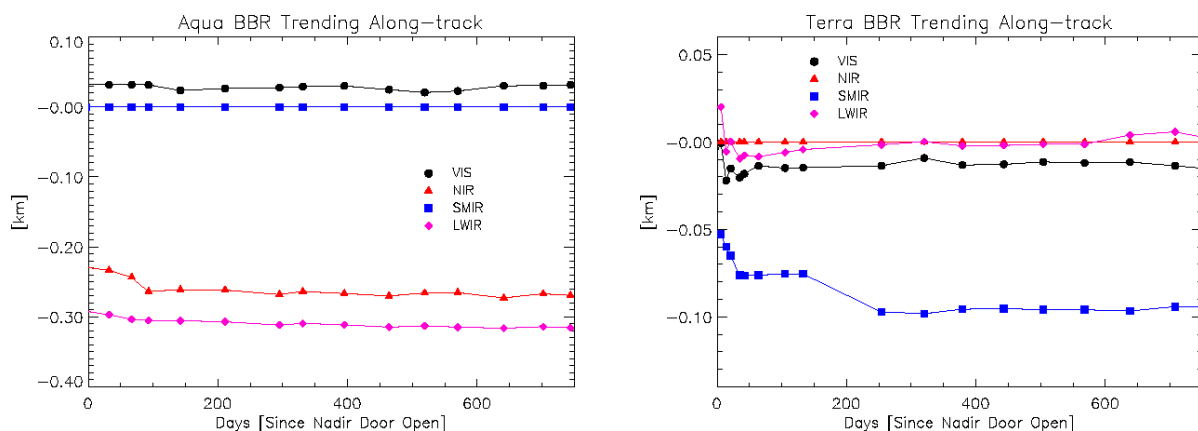 Aqua BBR Trending Along-track
0.10
-0.00
-0.10
-0.20
-0.30
-0.40
[km]
VIS
NIR
SMIR
LWIR
0
200
400
600
Days [Since Nadir Door Open]
Terra BBR Trending Along-track
0.05
-0.00
-0.05
-0.10
[km]
VIS
NIR
SMIR
LWIR
0
200
400
600
Days [Since Nadir Door Open]